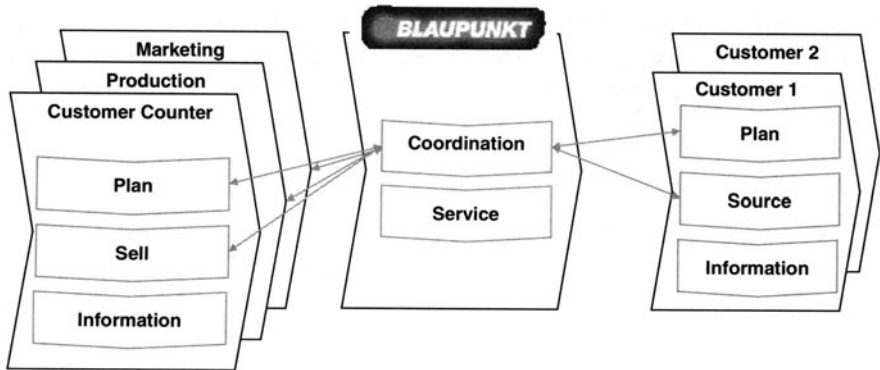 BLAUPUNKT
Marketing
Production
Customer Counter
Plan
Sell
Information
Coordination
Service
Customer 2
Customer 1
Plan
Source
Information